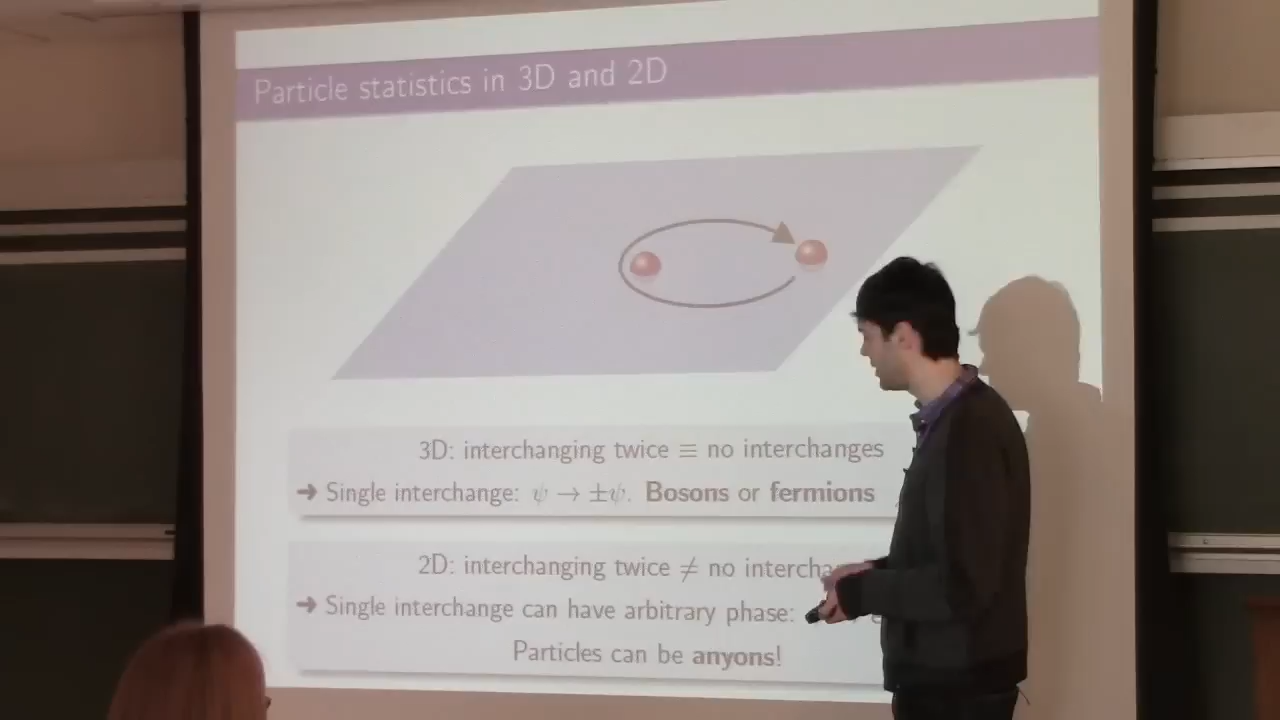 Particle statistics in 3D and 2D
3D: interchanging twice ≡ no interchanges
➜ Single interchange: ψ → ±ψ. Bosons or fermions
2D: interchanging twice ≠ no
➜ Single interchange can have arbitrary phase:
Particles can be anyons!